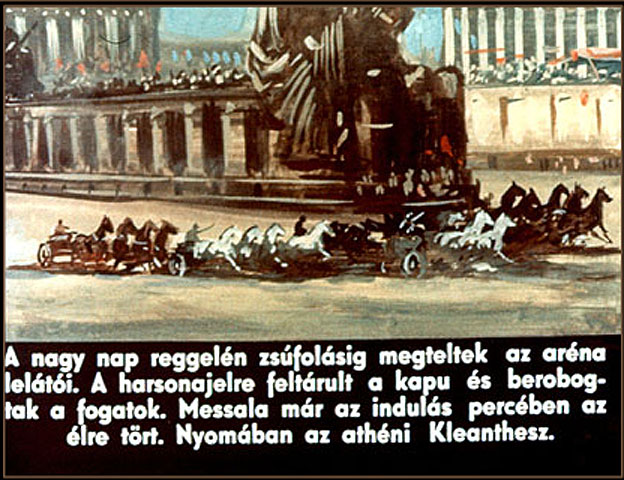 A nagy nap reggelén zsúfolásig megteltek az aréna
lelátói. A harsonajelre feltárult a kapu és berobog-
tak a fogatok. Messala már az indulás percében az
élre tört. Nyomában az athéni Kleanthesz.